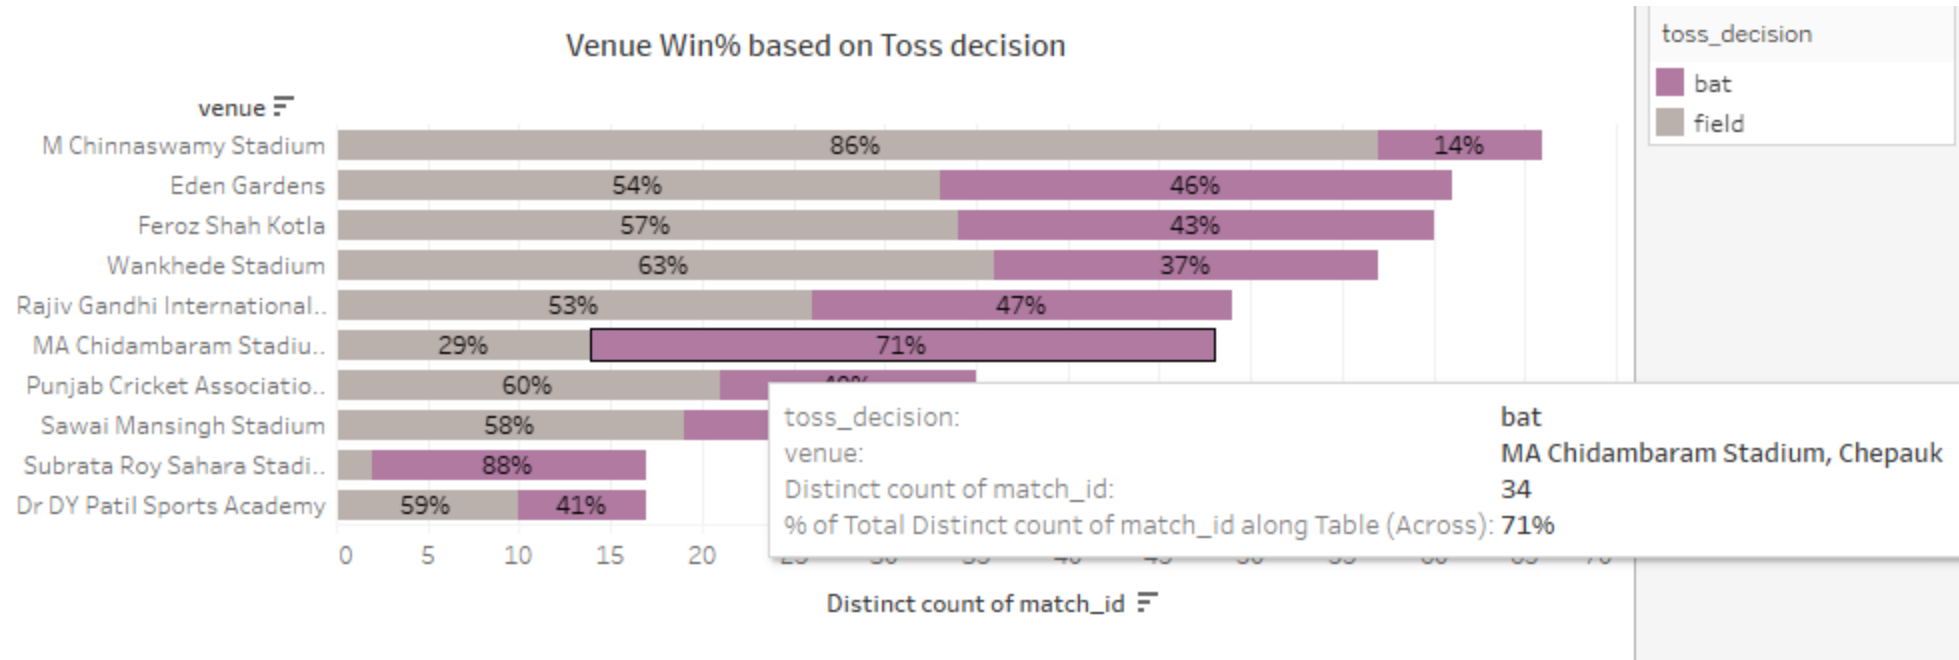 Venue Win% based on Toss decision
toss_decision
bat
field
venue
M Chinnaswamy Stadium 86% 14%
Eden Gardens 54% 46%
Feroz Shah Kotla 57% 43%
Wankhede Stadium 63% 37%
Rajiv Gandhi International.. 53% 47%
MA Chidambaram Stadiu.. 29% 71%
Punjab Cricket Associatio.. 60%
Sawai Mansingh Stadium 58%
Subrata Roy Sahara Stadi.. 88%
Dr DY Patil Sports Academy 59% 41%
toss_decision: bat
venue: MA Chidambaram Stadium, Chepauk
Distinct count of match_id: 34
% of Total Distinct count of match_id along Table (Across): 71%
0 5 10 15 20
Distinct count of match_id